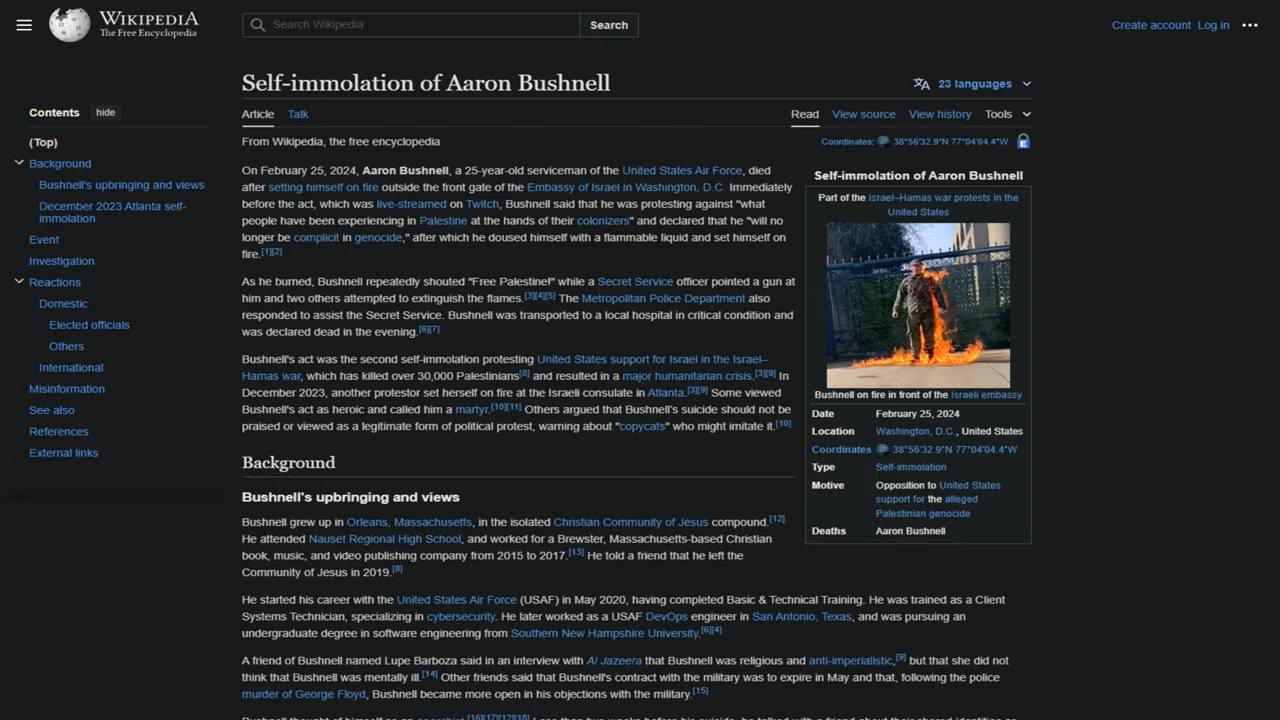 WIKIPEDIA
The Free Encyclopedia
Search Wikipedia
Search
Create account Log in
Self-immolation of Aaron Bushnell
23 languages
Contents hide
(Top)
Background
Bushnell's upbringing and views
December 2023 Atlanta self-
immolation
Event
Investigation
Reactions
Domestic
Elected officials
Others
International
Misinformation
See also
References
External links
Article Talk
Read View source View history Tools
From Wikipedia, the free encyclopedia
Coordinates: 38°56′32.9″N 77°04′04.4″W
On February 25, 2024, Aaron Bushnell, a 25-year-old serviceman of the United States Air Force, died
after setting himself on fire outside the front gate of the Embassy of Israel in Washington, D.C. Immediately
before the act, which was live-streamed on Twitch, Bushnell said that he was protesting against "what
people have been experiencing in Palestine at the hands of their colonizers" and declared that he "will no
longer be complicit in genocide," after which he doused himself with a flammable liquid and set himself on
fire.[1][2]
As he burned, Bushnell repeatedly shouted "Free Palestine!" while a Secret Service officer pointed a gun at
him and two others attempted to extinguish the flames.[3][4][5] The Metropolitan Police Department also
responded to assist the Secret Service. Bushnell was transported to a local hospital in critical condition and
was declared dead in the evening.[6][7]
Bushnell's act was the second self-immolation protesting United States support for Israel in the Israel–
Hamas war, which has killed over 30,000 Palestinians[8] and resulted in a major humanitarian crisis.[3][9] In
December 2023, another protestor set herself on fire at the Israeli consulate in Atlanta.[3][9] Some viewed
Bushnell's act as heroic and called him a martyr.[10][11] Others argued that Bushnell's suicide should not be
praised or viewed as a legitimate form of political protest, warning about "copycats" who might imitate it.[10]
Self-immolation of Aaron Bushnell
Part of the Israel–Hamas war protests in the
United States
Bushnell on fire in front of the Israeli embassy
Date February 25, 2024
Location Washington, D.C., United States
Coordinates 38°56′32.9″N 77°04′04.4″W
Type Self-immolation
Motive Opposition to United States
support for the alleged
Palestinian genocide
Deaths Aaron Bushnell
Background
Bushnell's upbringing and views
Bushnell grew up in Orleans, Massachusetts, in the isolated Christian Community of Jesus compound.[12]
He attended Nauset Regional High School, and worked for a Brewster, Massachusetts-based Christian
book, music, and video publishing company from 2015 to 2017.[13] He told a friend that he left the
Community of Jesus in 2019.[8]
He started his career with the United States Air Force (USAF) in May 2020, having completed Basic & Technical Training. He was trained as a Client
Systems Technician, specializing in cybersecurity. He later worked as a USAF DevOps engineer in San Antonio, Texas, and was pursuing an
undergraduate degree in software engineering from Southern New Hampshire University.[6][4]
A friend of Bushnell named Lupe Barboza said in an interview with Al Jazeera that Bushnell was religious and anti-imperialistic,[9] but that she did not
think that Bushnell was mentally ill.[14] Other friends said that Bushnell's contract with the military was to expire in May and that, following the police
murder of George Floyd, Bushnell became more open in his objections with the military.[15]